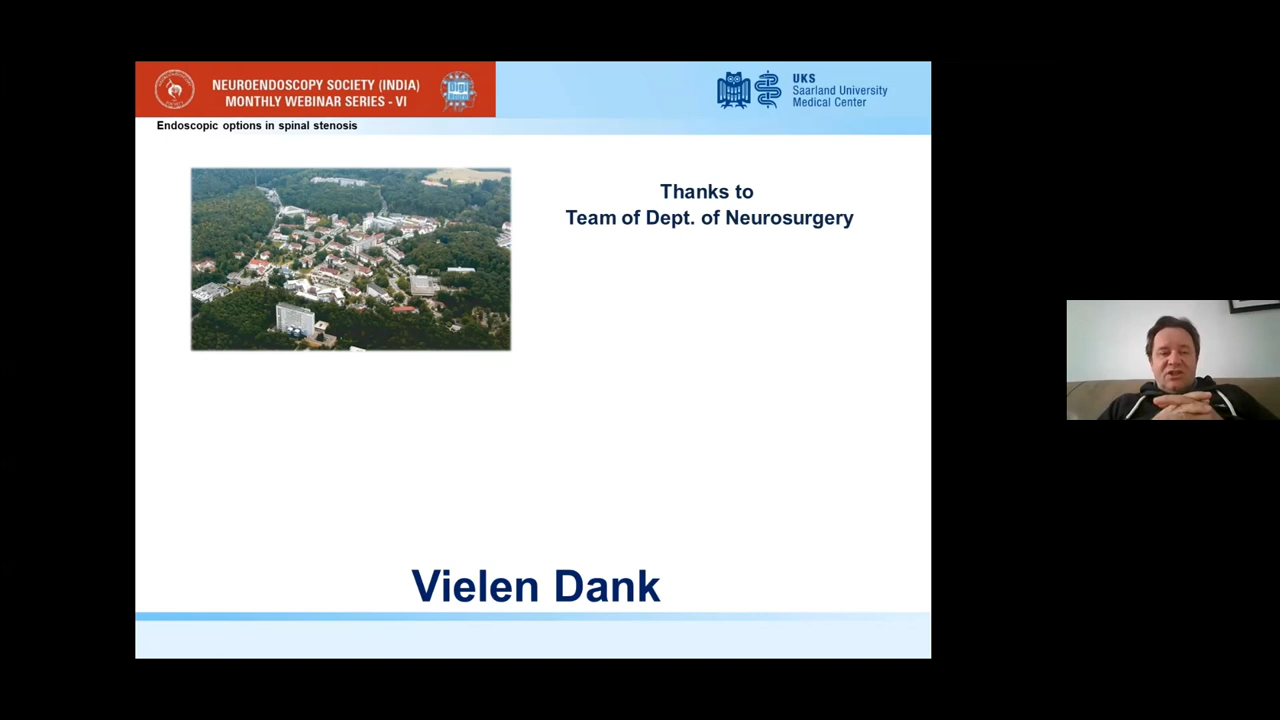 NEUROENDOSCOPY SOCIETY (INDIA)
MONTHLY WEBINAR SERIES - VI
Digi
UKS
Saarland University
Medical Center
Endoscopic options in spinal stenosis
Thanks to
Team of Dept. of Neurosurgery
Vielen Dank